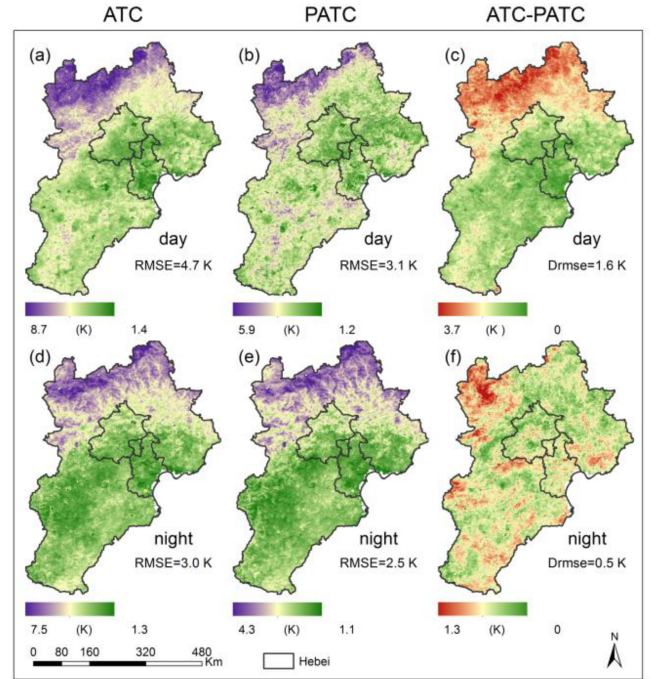 ATC PATC ATC-PATC
(a) (b) (c)
day day day
RMSE=4.7 K RMSE=3.1 K Drmse=1.6 K
8.7 (K) 1.4 5.9 (K) 1.2 3.7 (K ) 0
(d) (e) (f)
night night night
RMSE=3.0 K RMSE=2.5 K Drmse=0.5 K
7.5 (K) 1.3 4.3 (K) 1.1 1.3 (K) 0
0 80 160 320 480 Km Hebei N